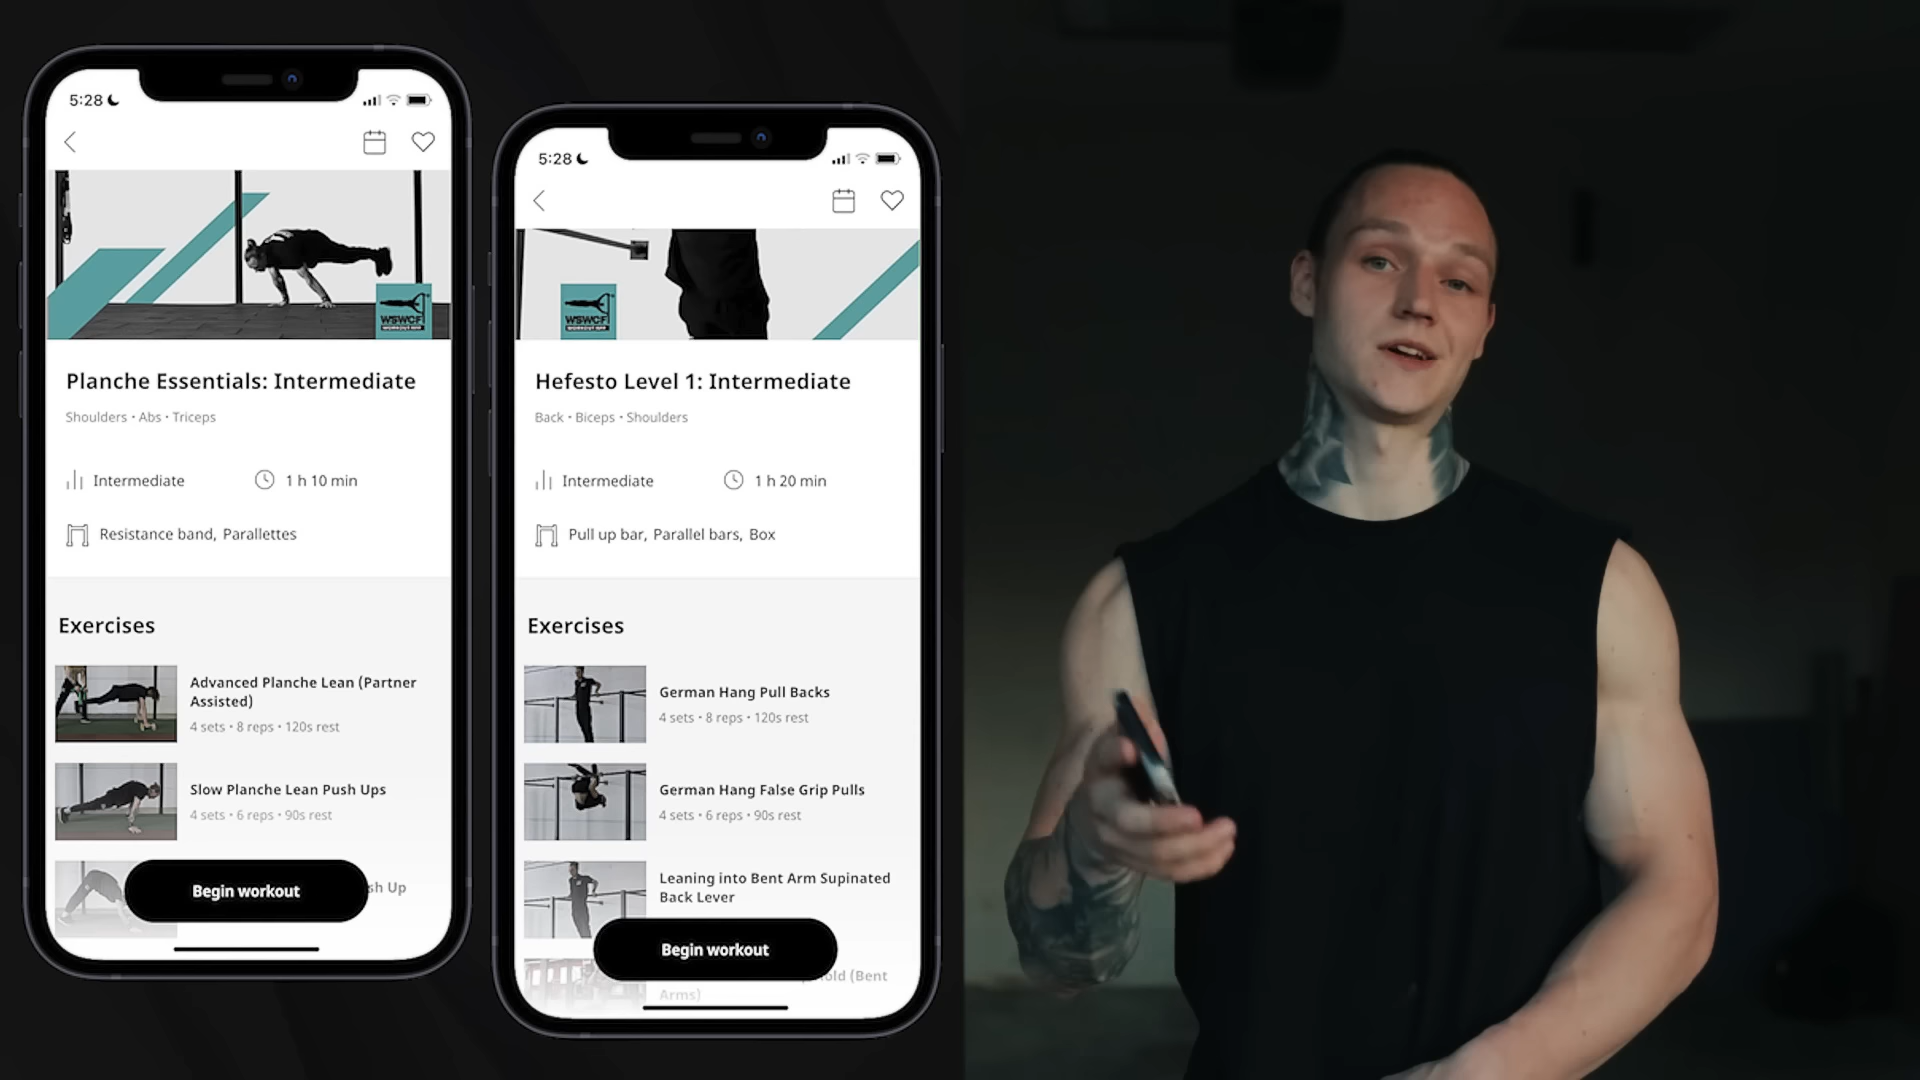 5:28
WSWCF
WORKOUT APP
Planche Essentials: Intermediate
Shoulders • Abs • Triceps
Intermediate
1 h 10 min
Resistance band, Parallettes
Exercises
Advanced Planche Lean (Partner
Assisted)
4 sets • 8 reps • 120s rest
Slow Planche Lean Push Ups
4 sets • 6 reps • 90s rest
sh Up
Begin workout
5:28
WSWCF
WORKOUT APP
Hefesto Level 1: Intermediate
Back • Biceps • Shoulders
Intermediate
1 h 20 min
Pull up bar, Parallel bars, Box
Exercises
German Hang Pull Backs
4 sets • 8 reps • 120s rest
German Hang False Grip Pulls
4 sets • 6 reps • 90s rest
Leaning into Bent Arm Supinated
Back Lever
Begin workout
old (Bent
Arms)